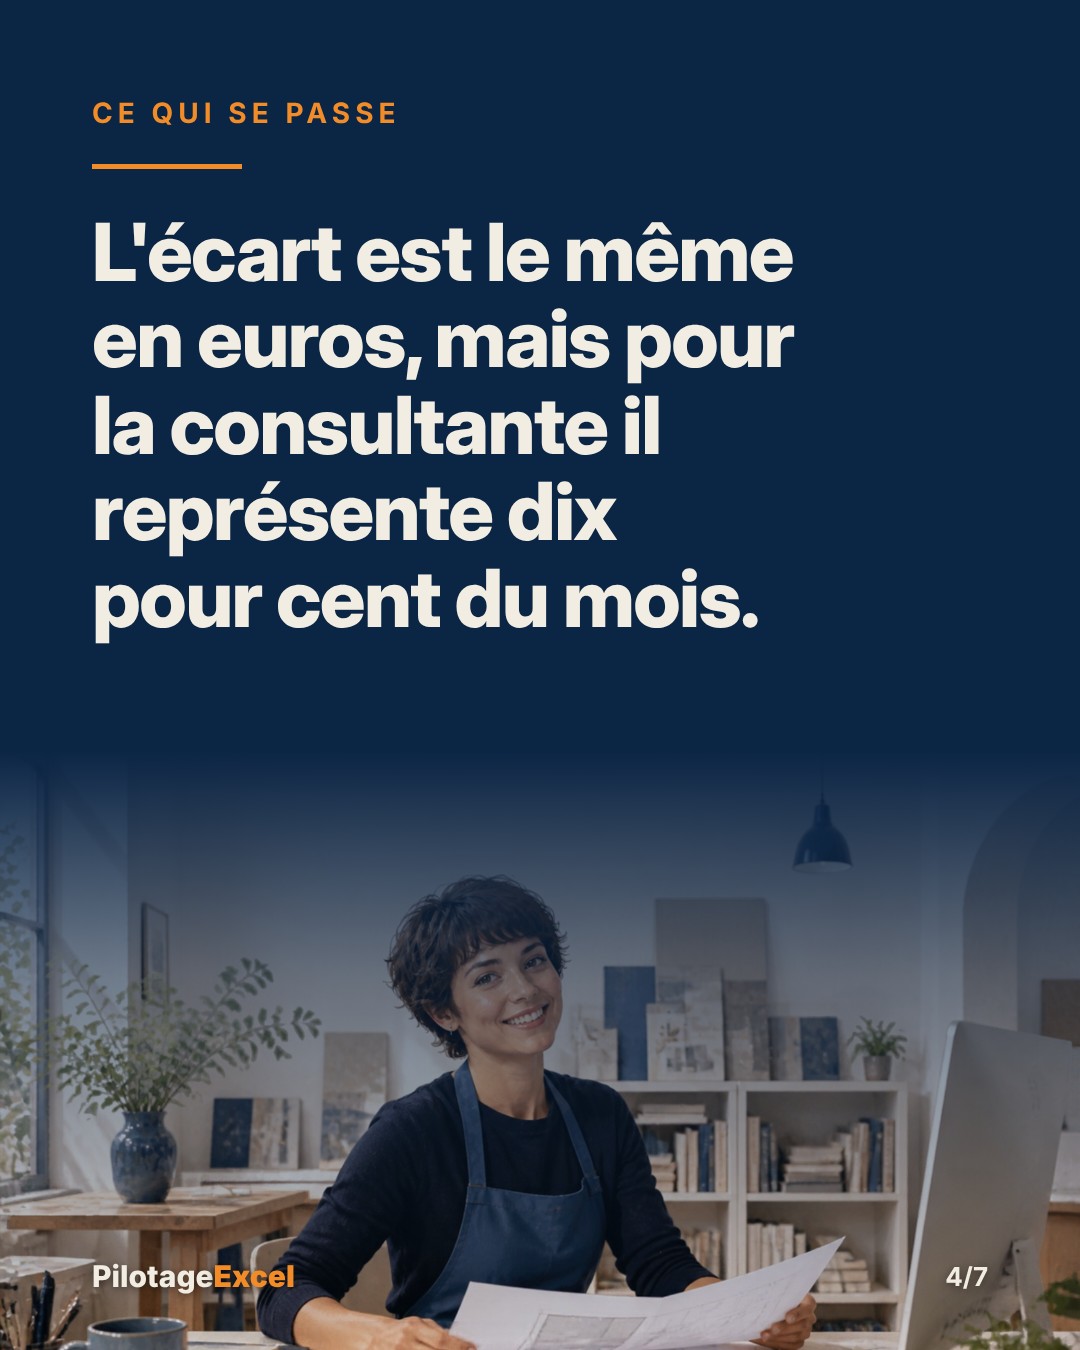 CE QUI SE PASSE
L'écart est le même
en euros, mais pour
la consultante il
représente dix
pour cent du mois.
PilotageExcel
4/7